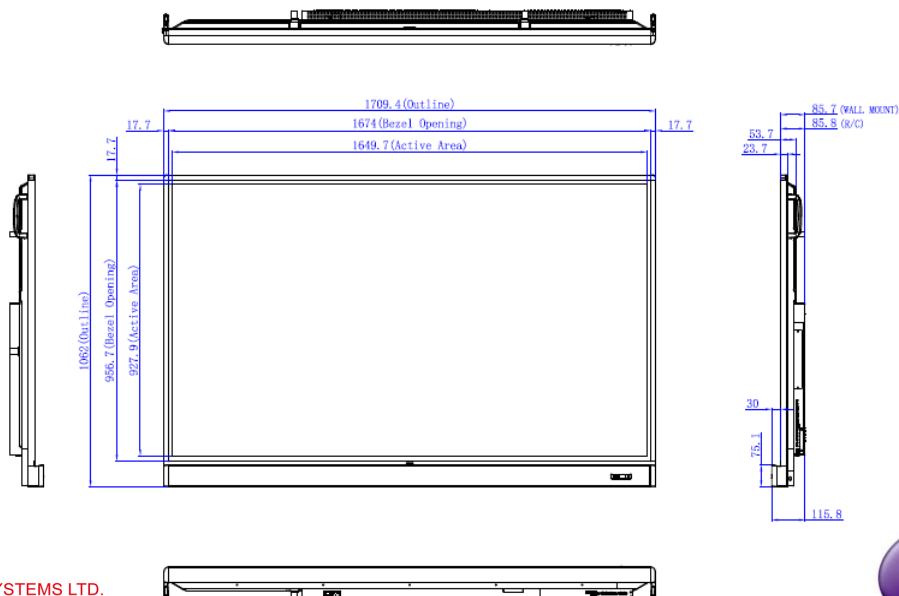 1709.4(Outline)
17.7
1674(Bezel Opening)
17.7
1649.7(Active Area)
17.7
85.7 (WALL MOUNT)
85.8 (R/C)
53.7
23.7
1062(Outline)
956.7(Bezel Opening)
927.9(Active Area)
30
75.1
115.8
YSTEMS LTD.